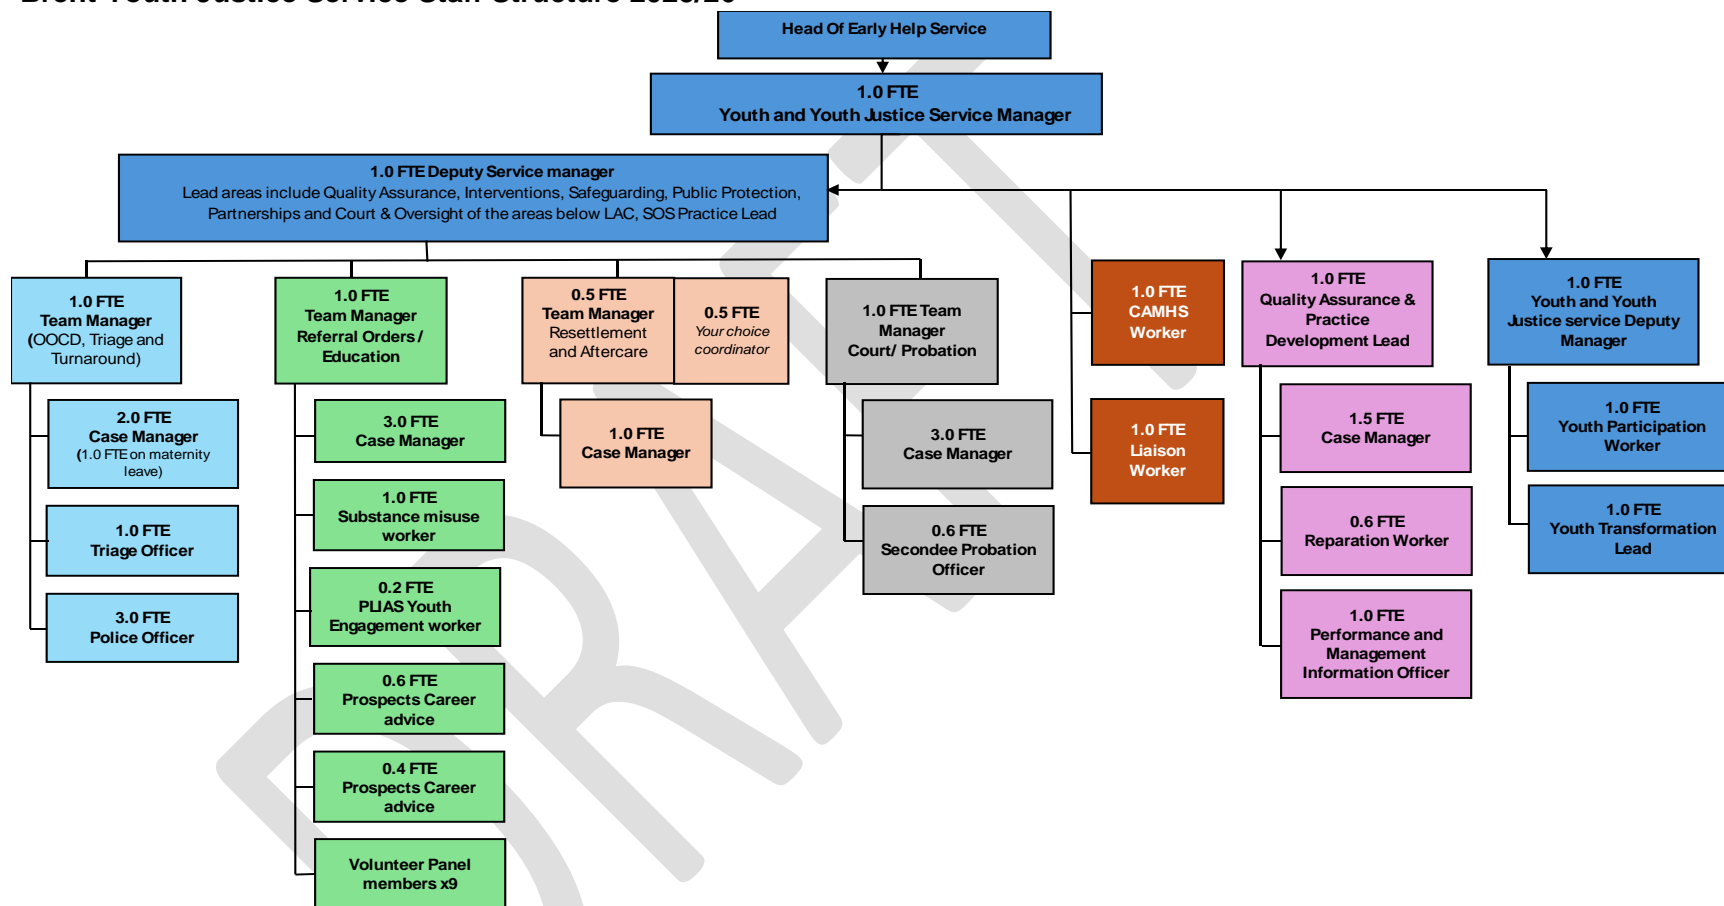 Brent Youth Justice Service Staff Structure 2025/26
Head Of Early Help Service
1.0 FTE
Youth and Youth Justice Service Manager
1.0 FTE Deputy Service manager
Lead areas include Quality Assurance, Interventions, Safeguarding, Public Protection,
Partnerships and Court & Oversight of the areas below LAC, SOS Practice Lead
1.0 FTE
Team Manager
(OOCD, Triage and
Turnaround)
2.0 FTE
Case Manager
(1.0 FTE on maternity
leave)
1.0 FTE
Triage Officer
3.0 FTE
Police Officer
1.0 FTE
Team Manager
Referral Orders /
Education
3.0 FTE
Case Manager
1.0 FTE
Substance misuse
worker
0.2 FTE
PLIAS Youth
Engagement worker
0.6 FTE
Prospects Career
advice
0.4 FTE
Prospects Career
advice
Volunteer Panel
members x9
0.5 FTE
Team Manager
Resettlement
and Aftercare
0.5 FTE
Your choice
coordinator
1.0 FTE
Case Manager
1.0 FTE Team
Manager
Court/ Probation
3.0 FTE
Case Manager
0.6 FTE
Secondee Probation
Officer
1.0 FTE
CAMHS
Worker
1.0 FTE
Liaison
Worker
1.0 FTE
Quality Assurance &
Practice
Development Lead
1.5 FTE
Case Manager
0.6 FTE
Reparation Worker
1.0 FTE
Performance and
Management
Information Officer
1.0 FTE
Youth and Youth
Justice service Deputy
Manager
1.0 FTE
Youth Participation
Worker
1.0 FTE
Youth Transformation
Lead
DRAFT